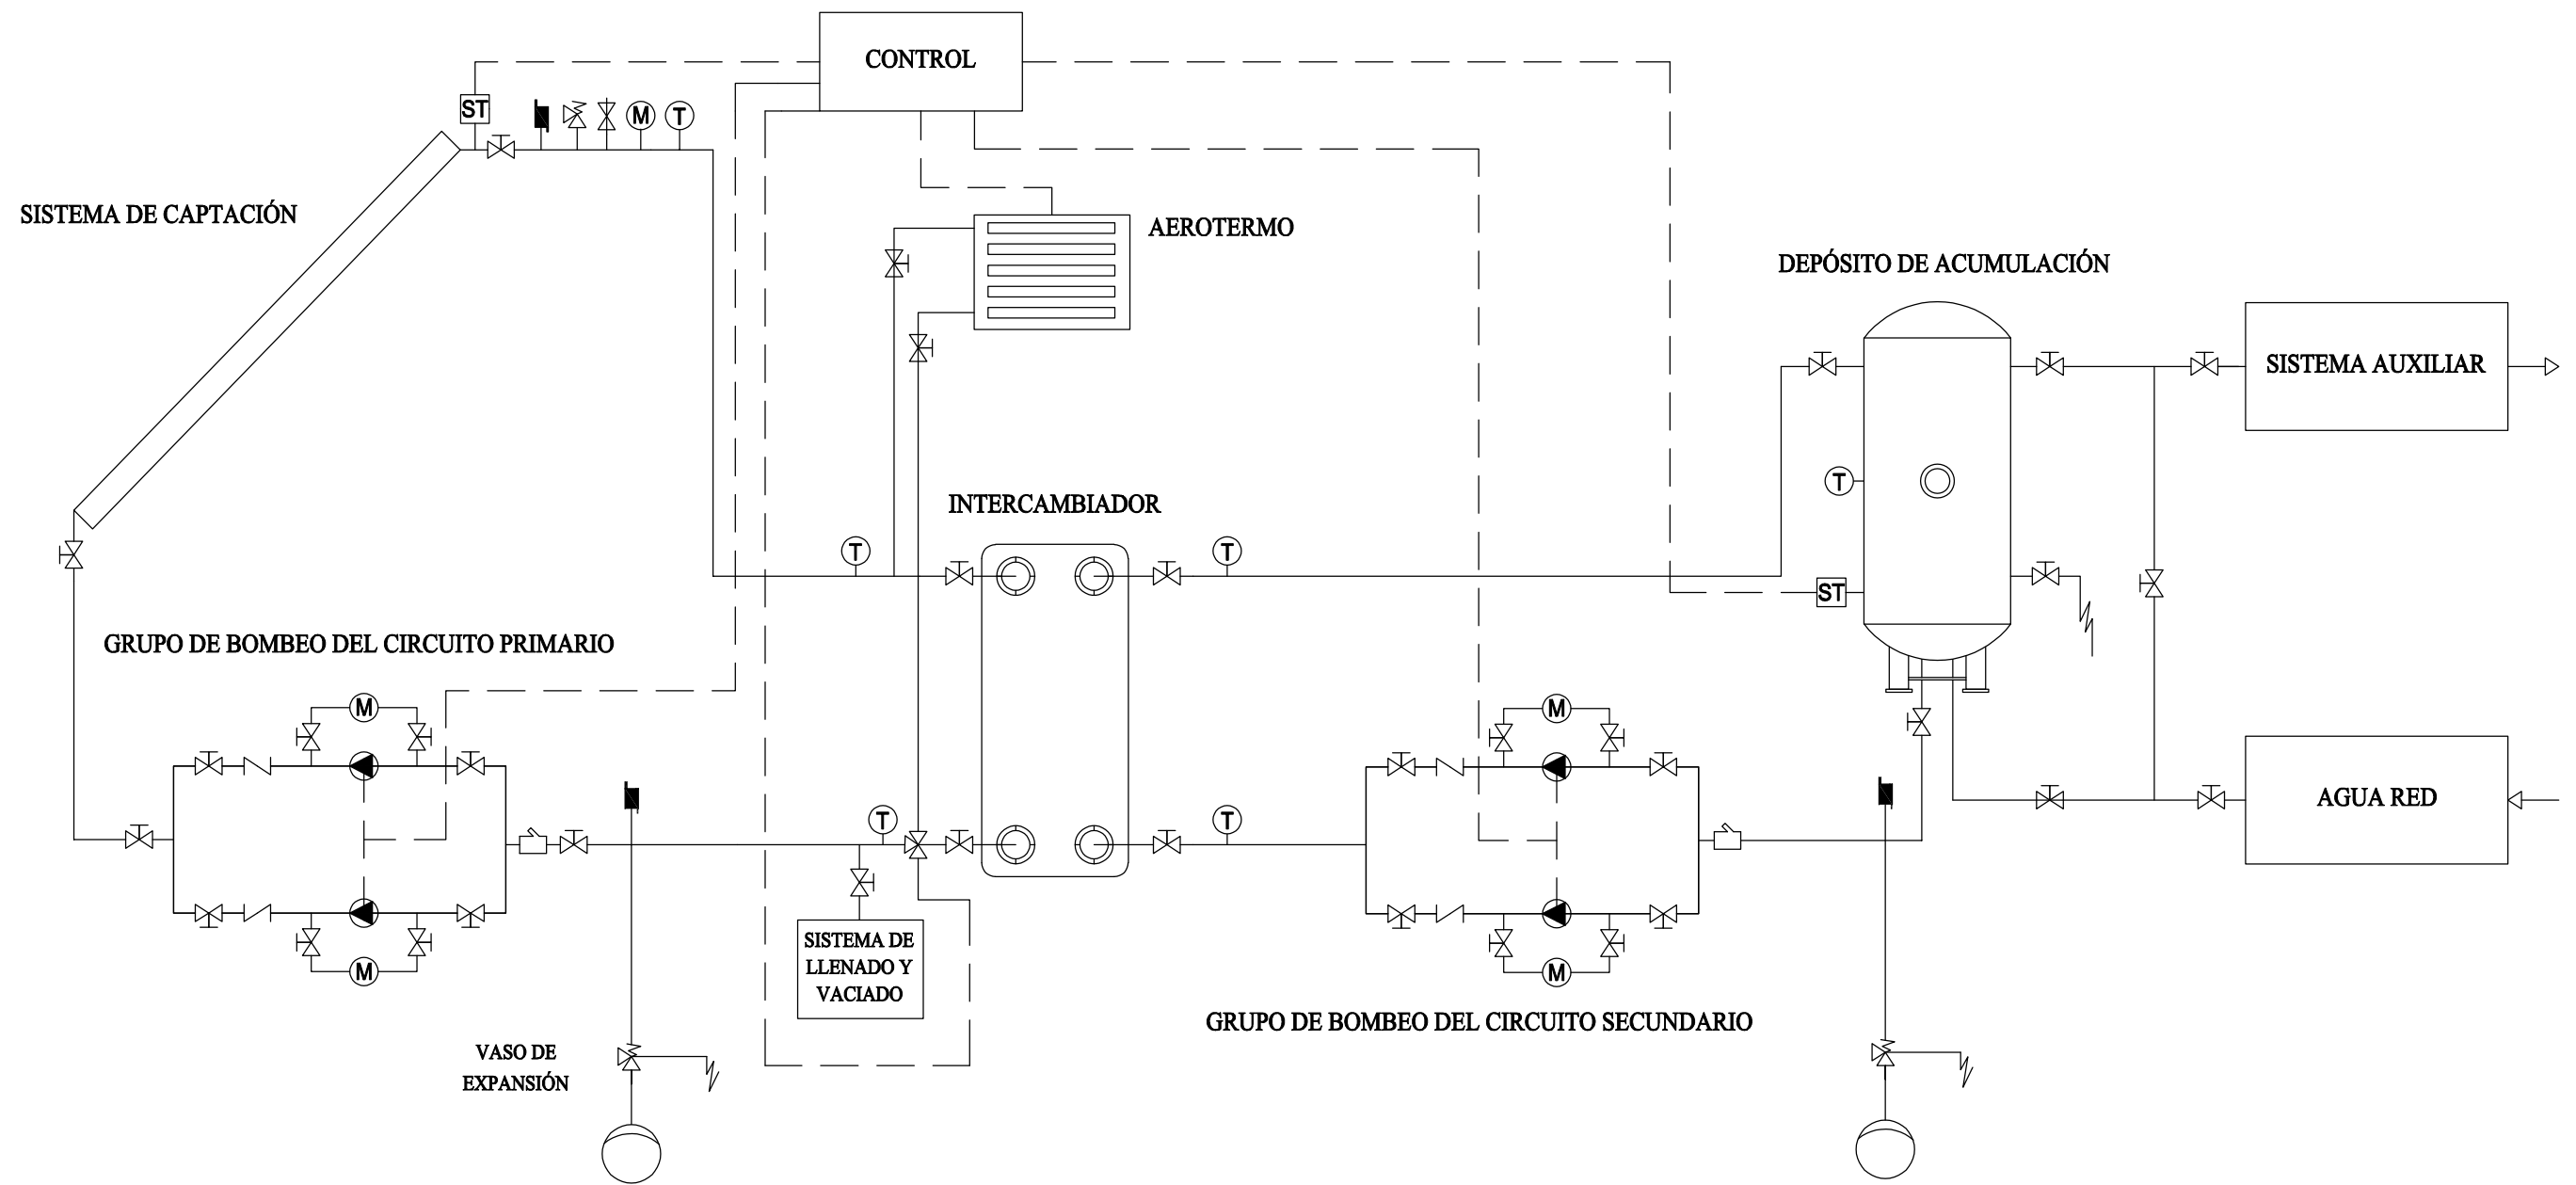 CONTROL
ST
M
T
SISTEMA DE CAPTACIÓN
AEROTERMO
DEPÓSITO DE ACUMULACIÓN
SISTEMA AUXILIAR
T
INTERCAMBIADOR
T
T
ST
GRUPO DE BOMBEO DEL CIRCUITO PRIMARIO
M
M
AGUA RED
T
T
SISTEMA DE
LLENADO Y
VACIADO
M
M
GRUPO DE BOMBEO DEL CIRCUITO SECUNDARIO
VASO DE
EXPANSIÓN